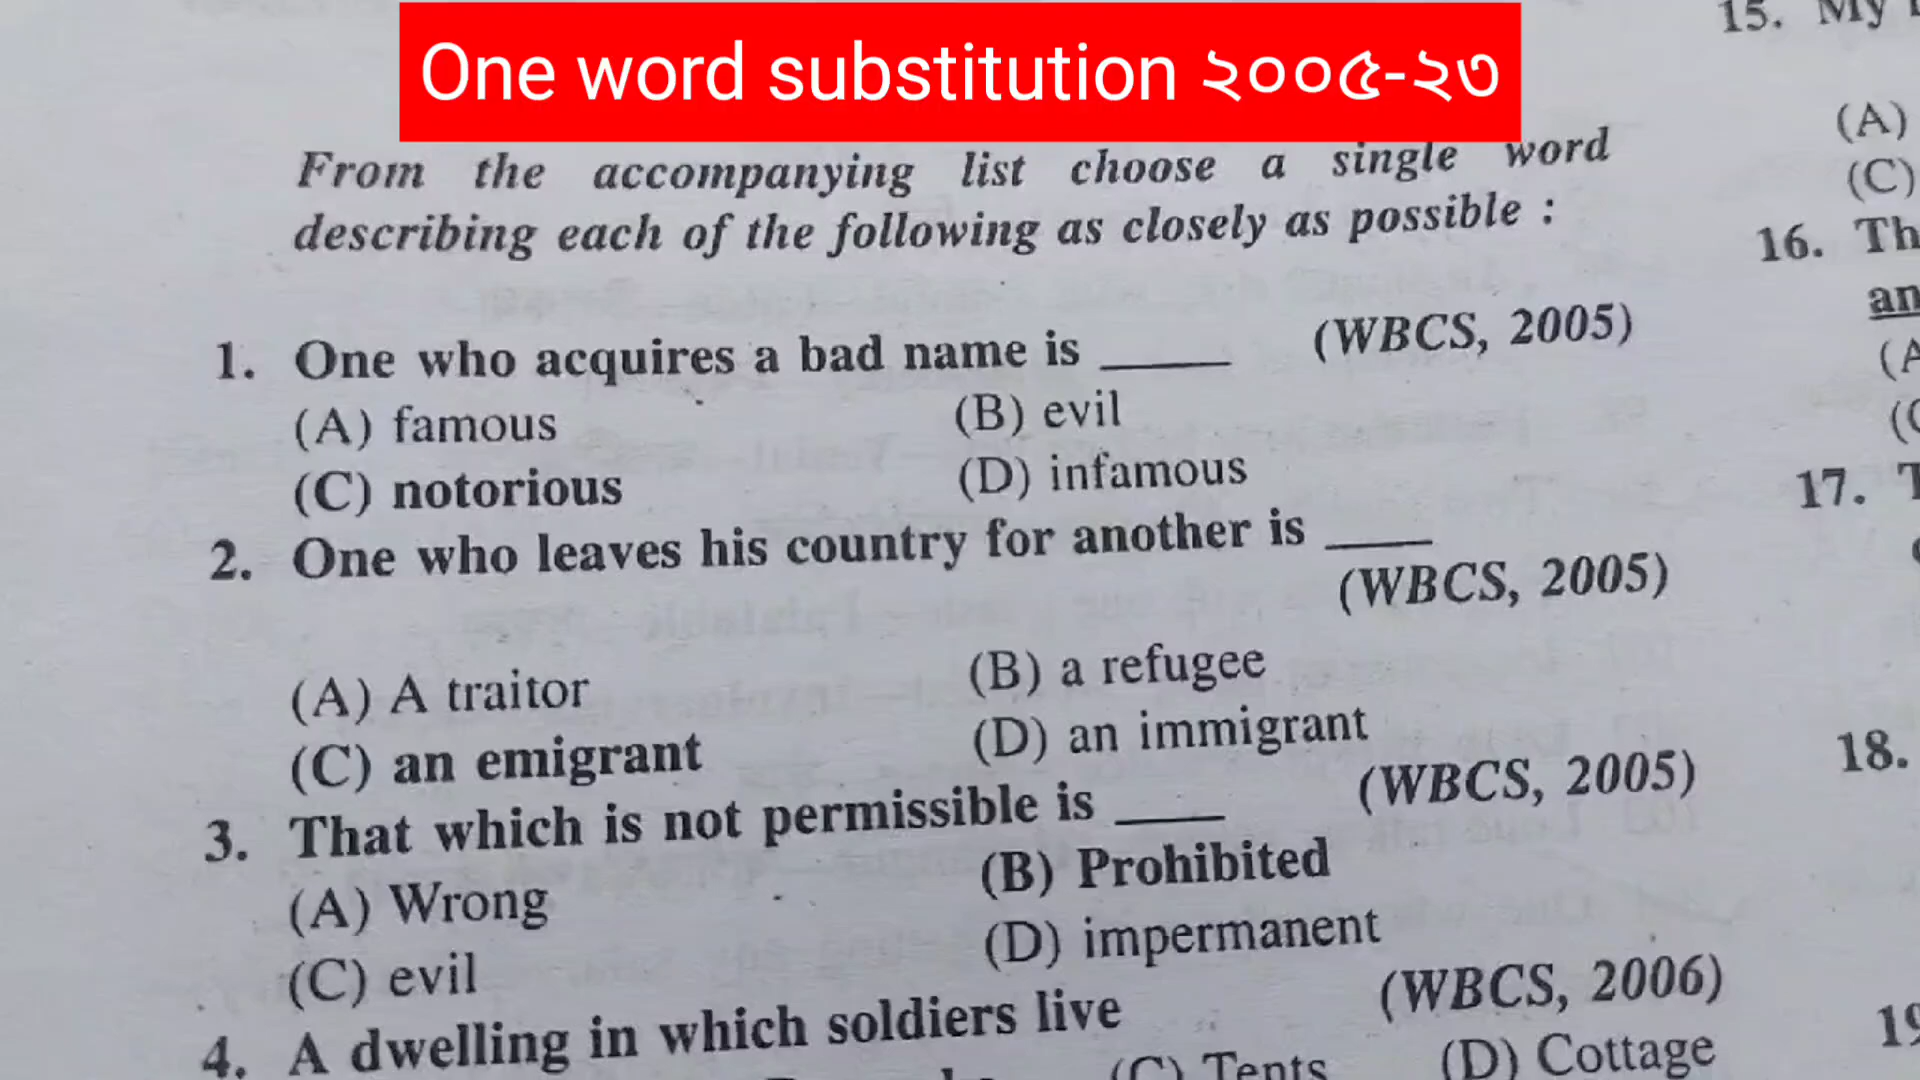 One word substitution ২০০৫-২৩
From the accompanying list choose a single word
describing each of the following as closely as possible :
1. One who acquires a bad name is ____ (WBCS, 2005)
(A) famous (B) evil
(C) notorious (D) infamous
2. One who leaves his country for another is ____
(WBCS, 2005)
(A) A traitor (B) a refugee
(C) an emigrant (D) an immigrant
3. That which is not permissible is ____ (WBCS, 2005)
(A) Wrong (B) Prohibited
(C) evil (D) impermanent
4. A dwelling in which soldiers live (WBCS, 2006)
(C) Tents (D) Cottage
15. My
(A)
(C)
16. Th
an
(A
(C
17. T
18.
19